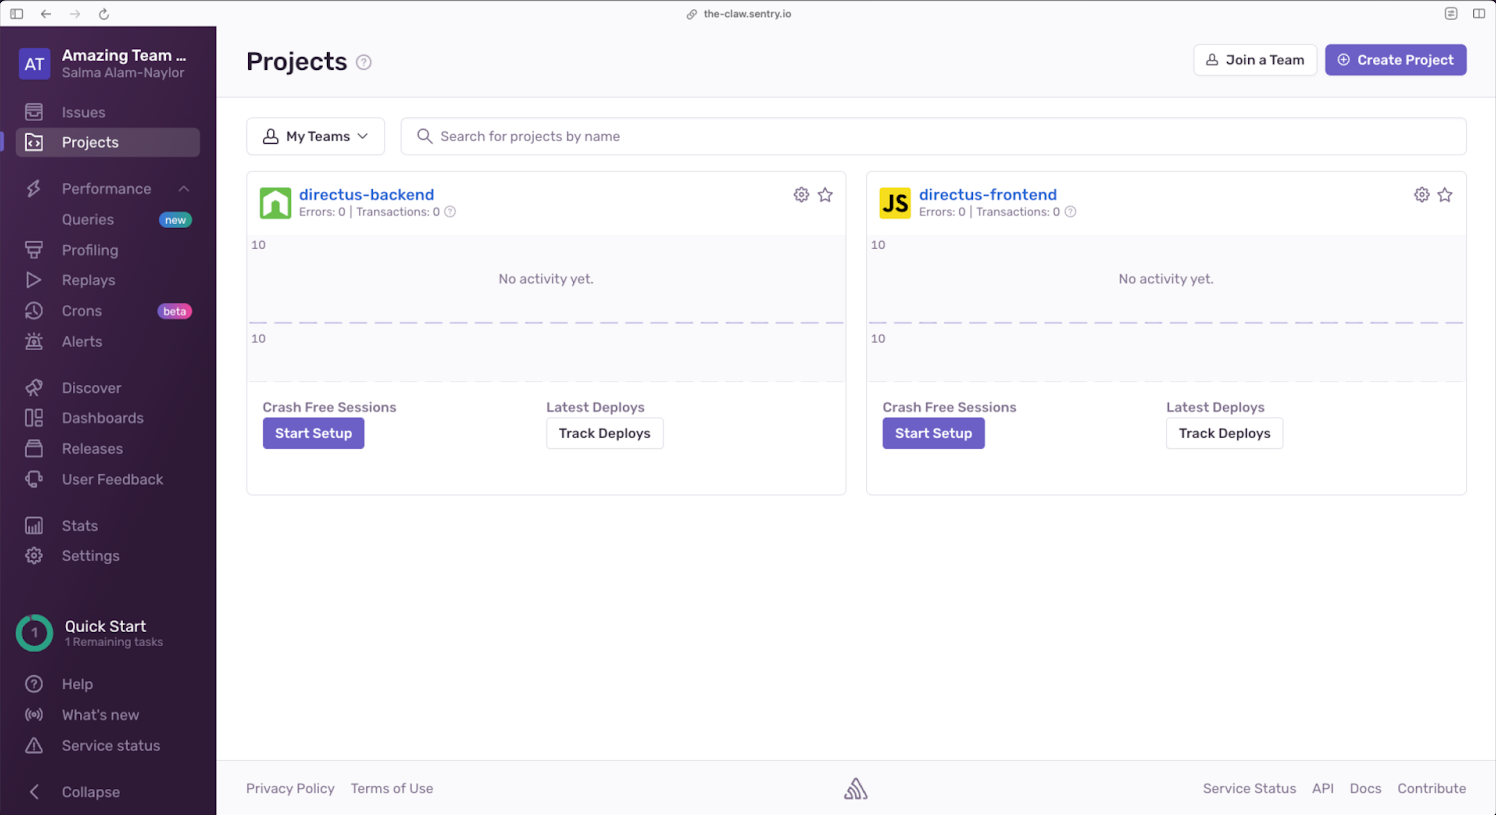 the-claw.sentry.io
AT
Amazing Team ...
Salma Alam-Naylor
Issues
Projects
Performance
Queries new
Profiling
Replays
Crons beta
Alerts
Discover
Dashboards
Releases
User Feedback
Stats
Settings
1
Quick Start
1 Remaining tasks
Help
What's new
Service status
Collapse
Projects
Join a Team
Create Project
My Teams
Search for projects by name
directus-backend
Errors: 0 | Transactions: 0
10
No activity yet.
10
Crash Free Sessions
Start Setup
Latest Deploys
Track Deploys
JS
directus-frontend
Errors: 0 | Transactions: 0
10
No activity yet.
10
Crash Free Sessions
Start Setup
Latest Deploys
Track Deploys
Privacy Policy Terms of Use
Service Status API Docs Contribute